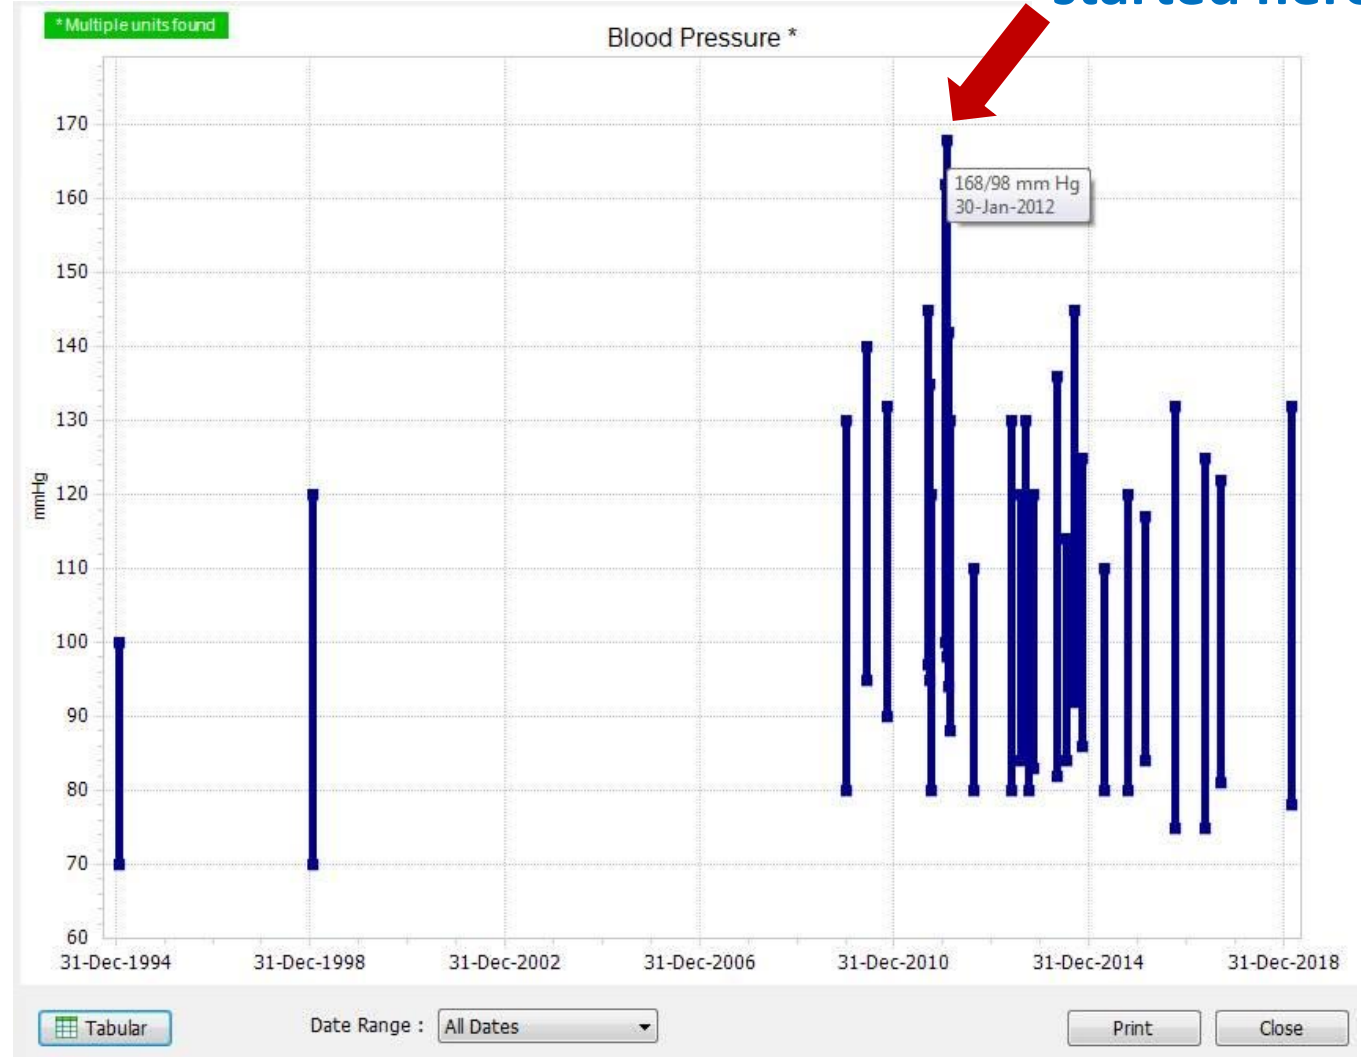 started here
*Multiple units found
Blood Pressure *
170
160
150
140
130
120
110
100
90
80
70
60
mmHg
168/98 mm Hg
30-Jan-2012
31-Dec-1994
31-Dec-1998
31-Dec-2002
31-Dec-2006
31-Dec-2010
31-Dec-2014
31-Dec-2018
Tabular
Date Range :
All Dates
Print
Close